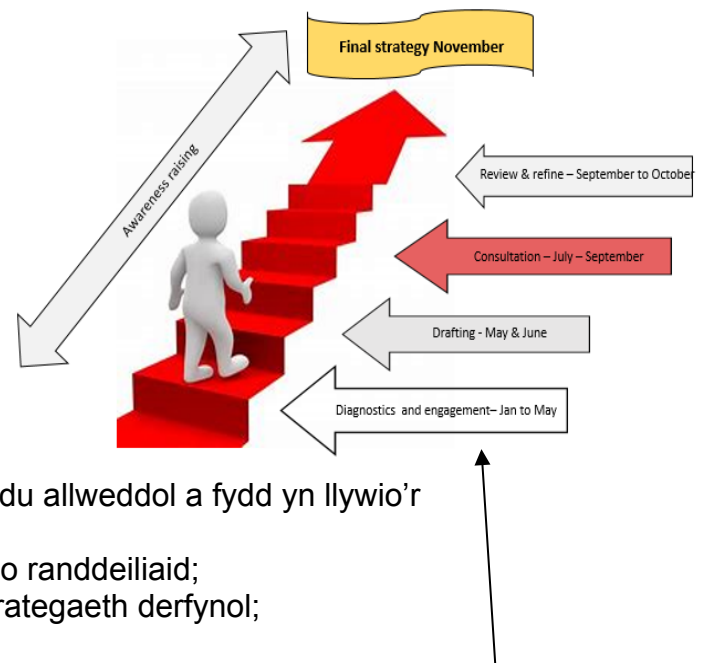 Final strategy November
Awareness raising
Review & refine – September to October
Consultation – July – September
Drafting - May & June
Diagnostics and engagement– Jan to May
du allweddol a fydd yn llywio’r
o randdeiliaid;
rategaeth derfynol;